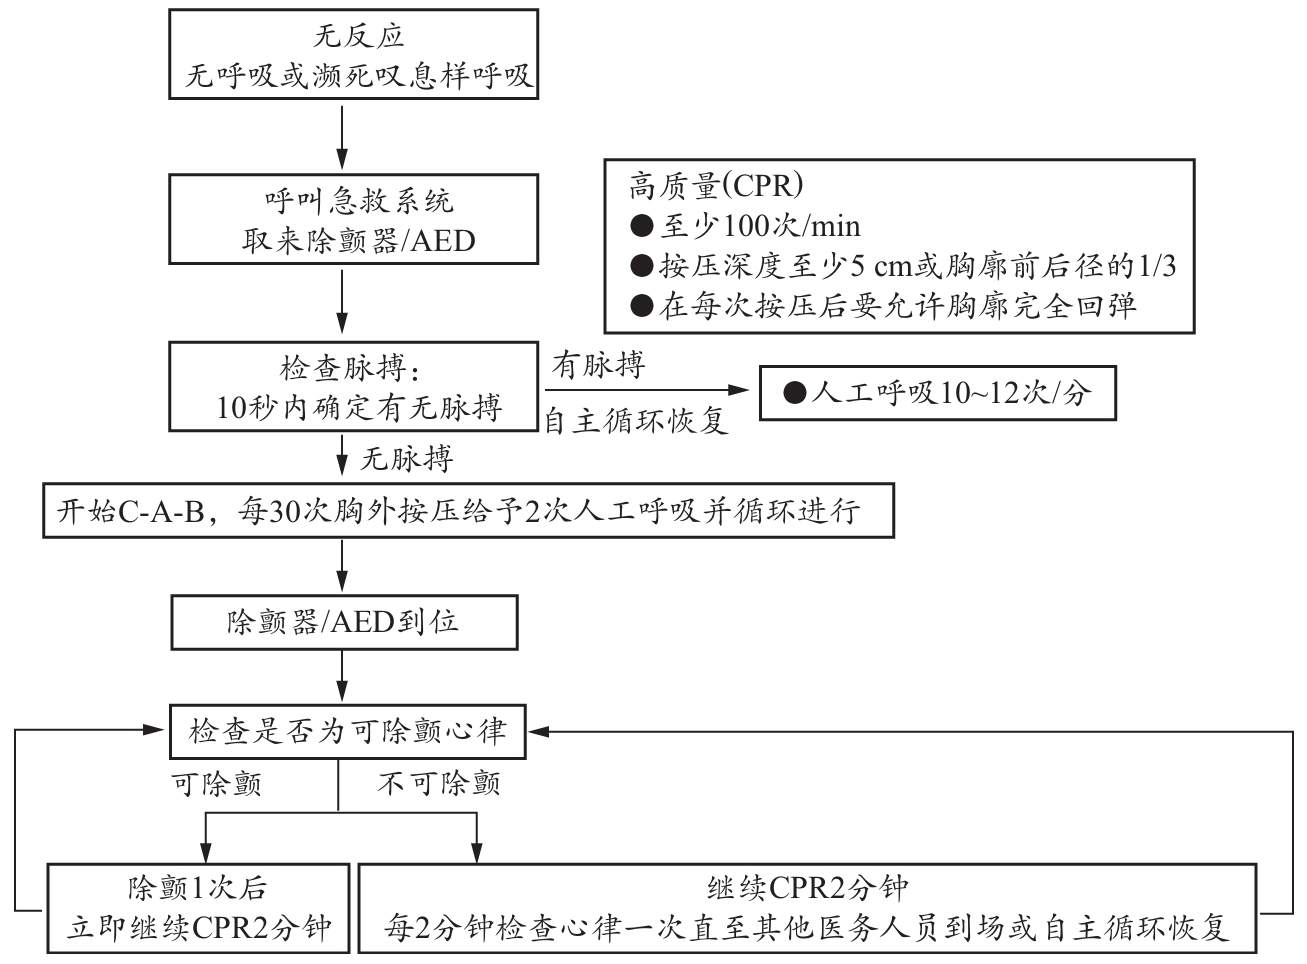 无反应
无呼吸或濒死叹息样呼吸
呼叫急救系统
取来除颤器/AED
高质量(CPR)
●至少100次/min
●按压深度至少5 cm或胸廓前后径的1/3
●在每次按压后要允许胸廓完全回弹
检查脉搏：
10秒内确定有无脉搏
有脉搏
自主循环恢复
●人工呼吸10~12次/分
无脉搏
开始C-A-B，每30次胸外按压给予2次人工呼吸并循环进行
除颤器/AED到位
检查是否为可除颤心律
可除颤
不可除颤
除颤1次后
立即继续CPR2分钟
继续CPR2分钟
每2分钟检查心律一次直至其他医务人员到场或自主循环恢复